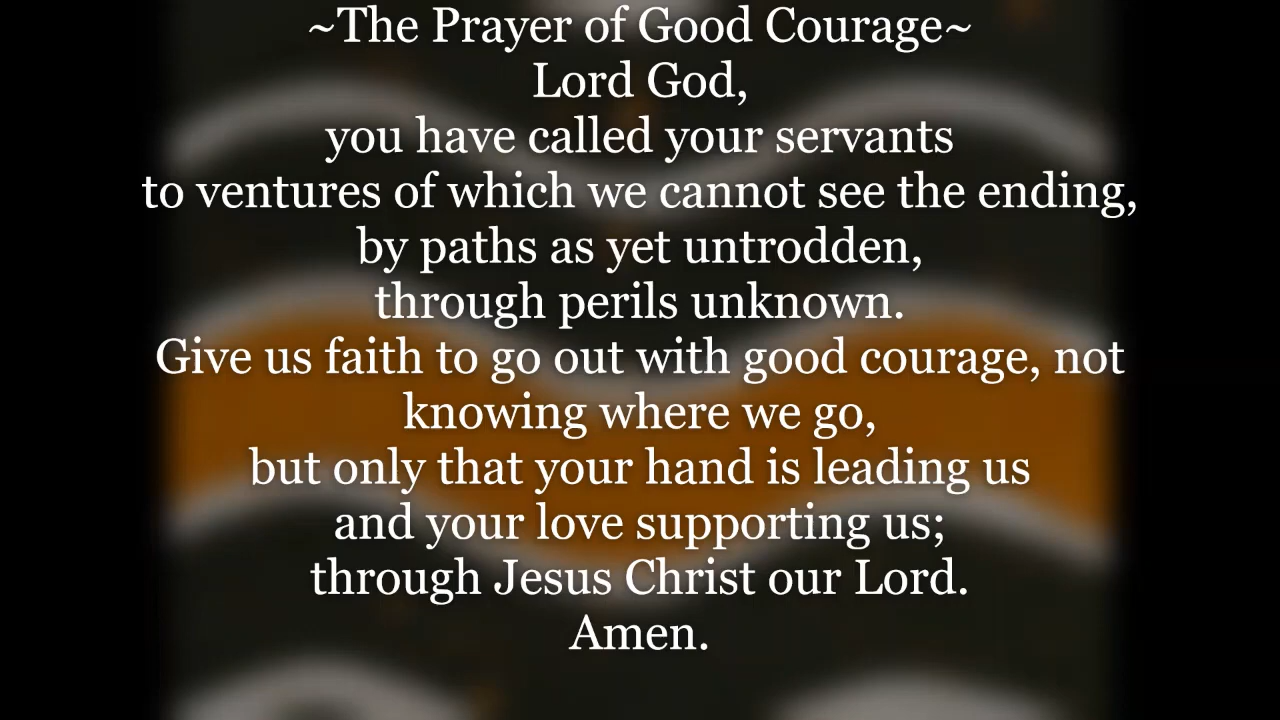 ~The Prayer of Good Courage~
Lord God,
you have called your servants
to ventures of which we cannot see the ending,
by paths as yet untrodden,
through perils unknown.
Give us faith to go out with good courage, not
knowing where we go,
but only that your hand is leading us
and your love supporting us;
through Jesus Christ our Lord.
Amen.